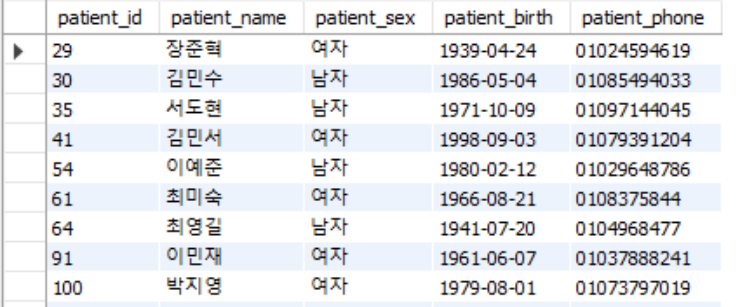 patient_id patient_name patient_sex patient_birth patient_phone
29 장준혁 여자 1939-04-24 01024594619
30 김민수 남자 1986-05-04 01085494033
35 서도현 남자 1971-10-09 01097144045
41 김민서 여자 1998-09-03 01079391204
54 이예준 남자 1980-02-12 01029648786
61 최미숙 여자 1966-08-21 0108375844
64 최영길 남자 1941-07-20 0104968477
91 이민재 여자 1961-06-07 01037888241
100 박지영 여자 1979-08-01 01073797019